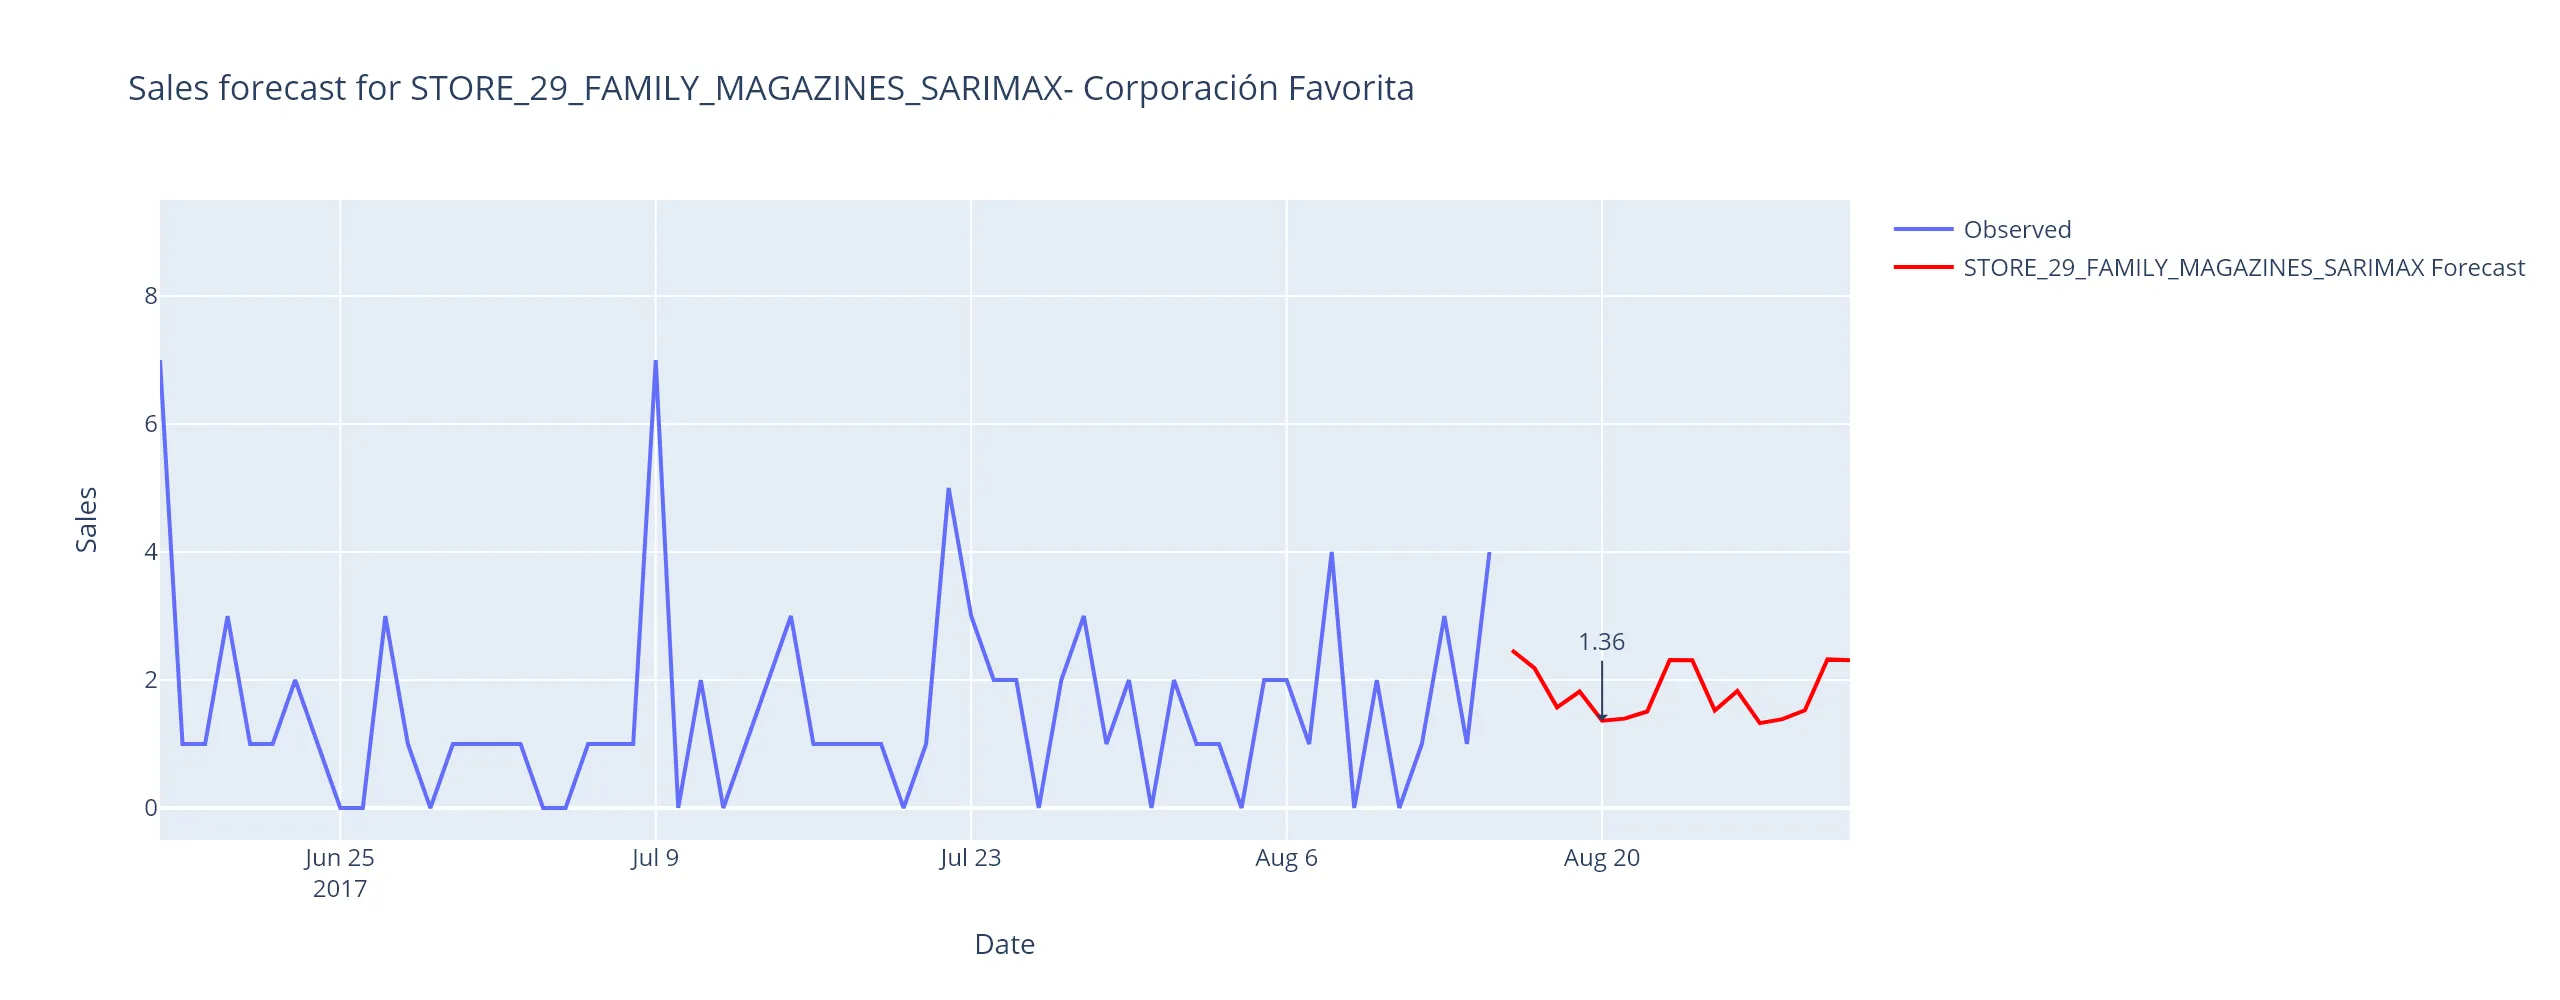 Sales forecast for STORE_29_FAMILY_MAGAZINES_SARIMAX- Corporación Favorita
Observed
STORE_29_FAMILY_MAGAZINES_SARIMAX Forecast
8
6
4
2
0
Sales
1.36
Jun 25
2017
Jul 9
Jul 23
Aug 6
Aug 20
Date